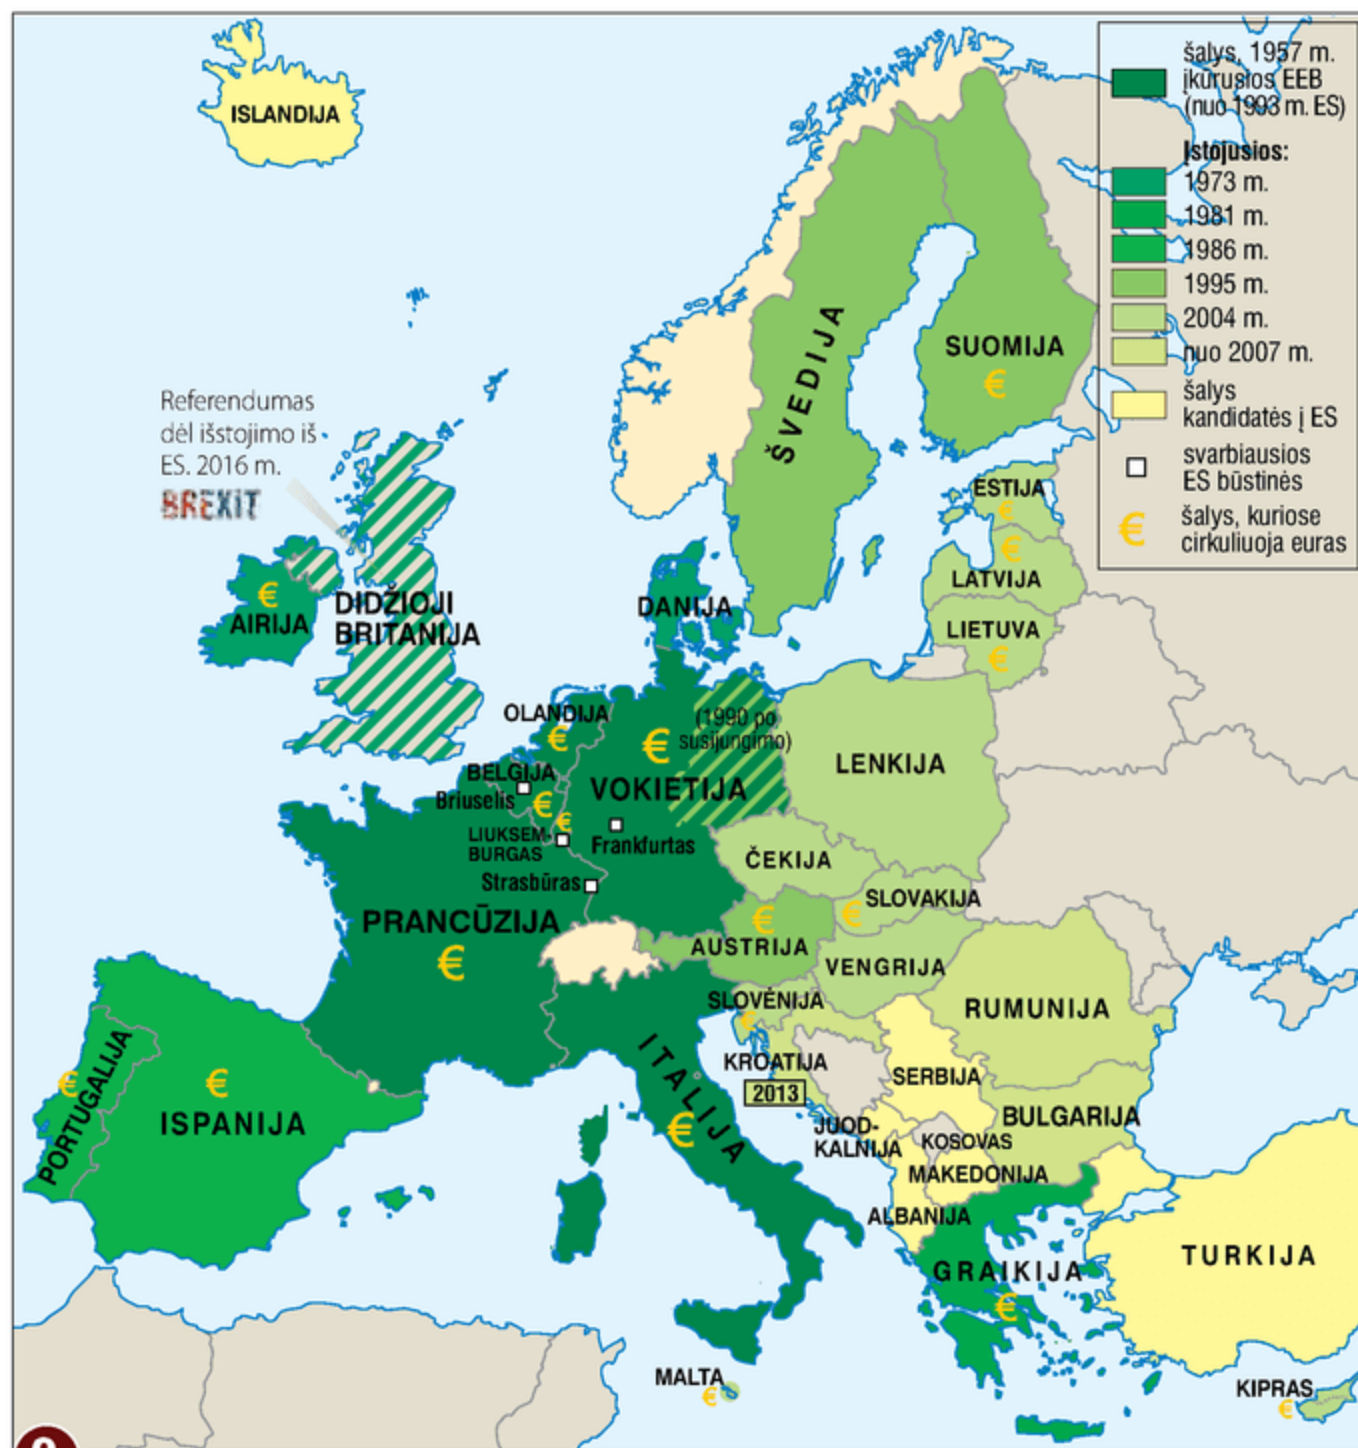 šalys, 1957 m.
įkūrusios EEB
(nuo 1993 m. ES)
Įstojusios:
1973 m.
1981 m.
1986 m.
1995 m.
2004 m.
nuo 2007 m.
šalys
kandidatės į ES
svarbiausios
ES būstinės
€
šalys, kuriose
cirkuliuoja euras
ISLANDIJA
ŠVEDIJA
SUOMIJA
€
Referendumas
dėl išstojimo iš
ES. 2016 m.
BREXIT
ESTIJA
€
€
LATVIJA
LIETUVA
€
€
AIRIJA
DIDŽIOJI
BRITANIJA
DANIJA
OLANDIJA
€
€
(1990 po
susijungimo)
VOKIETIJA
LENKIJA
BELGIJA
Briuselis
€
€
LIUKSEM-
BURGAS
Frankfurtas
Strasbūras
ČEKIJA
SLOVAKIJA
€
PRANCŪZIJA
€
€
AUSTRIJA
VENGRIJA
SLOVĖNIJA
€
RUMUNIJA
KROATIJA
2013
ITALIJA
€
SERBIJA
BULGARIJA
JUOD-
KALNIJA
KOSOVAS
MAKEDONIJA
ALBANIJA
PORTUGALIJA
€
€
ISPANIJA
GRAIKIJA
€
TURKIJA
MALTA
€
KIPRAS
€